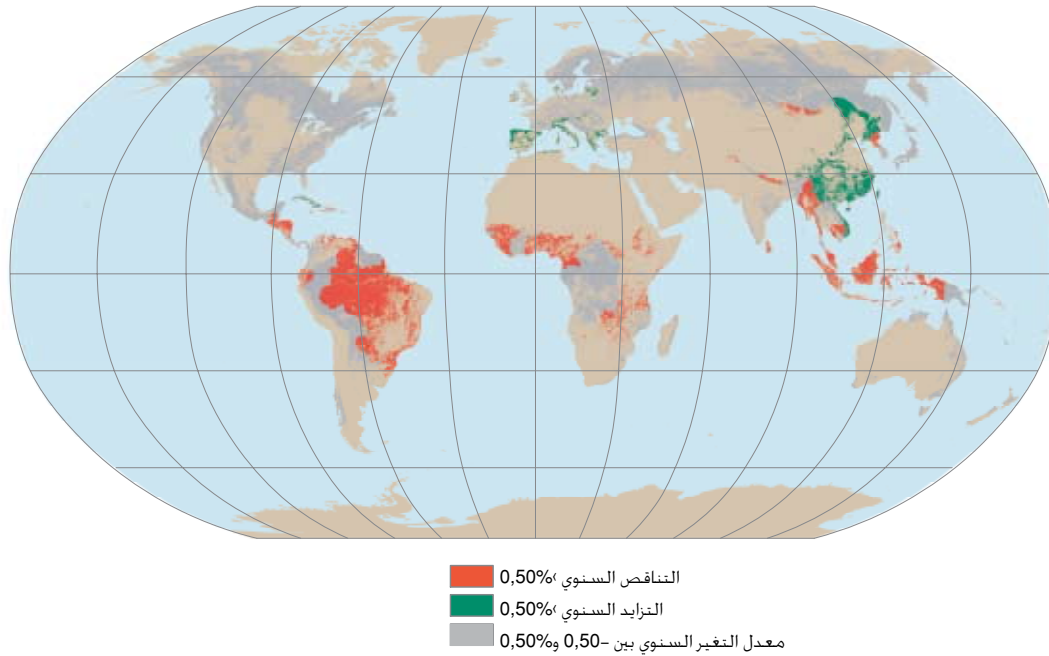 التناقص السنوي ›0,50%
التزايد السنوي ›0,50%
معدل التغير السنوي بين –0,50 و0,50%